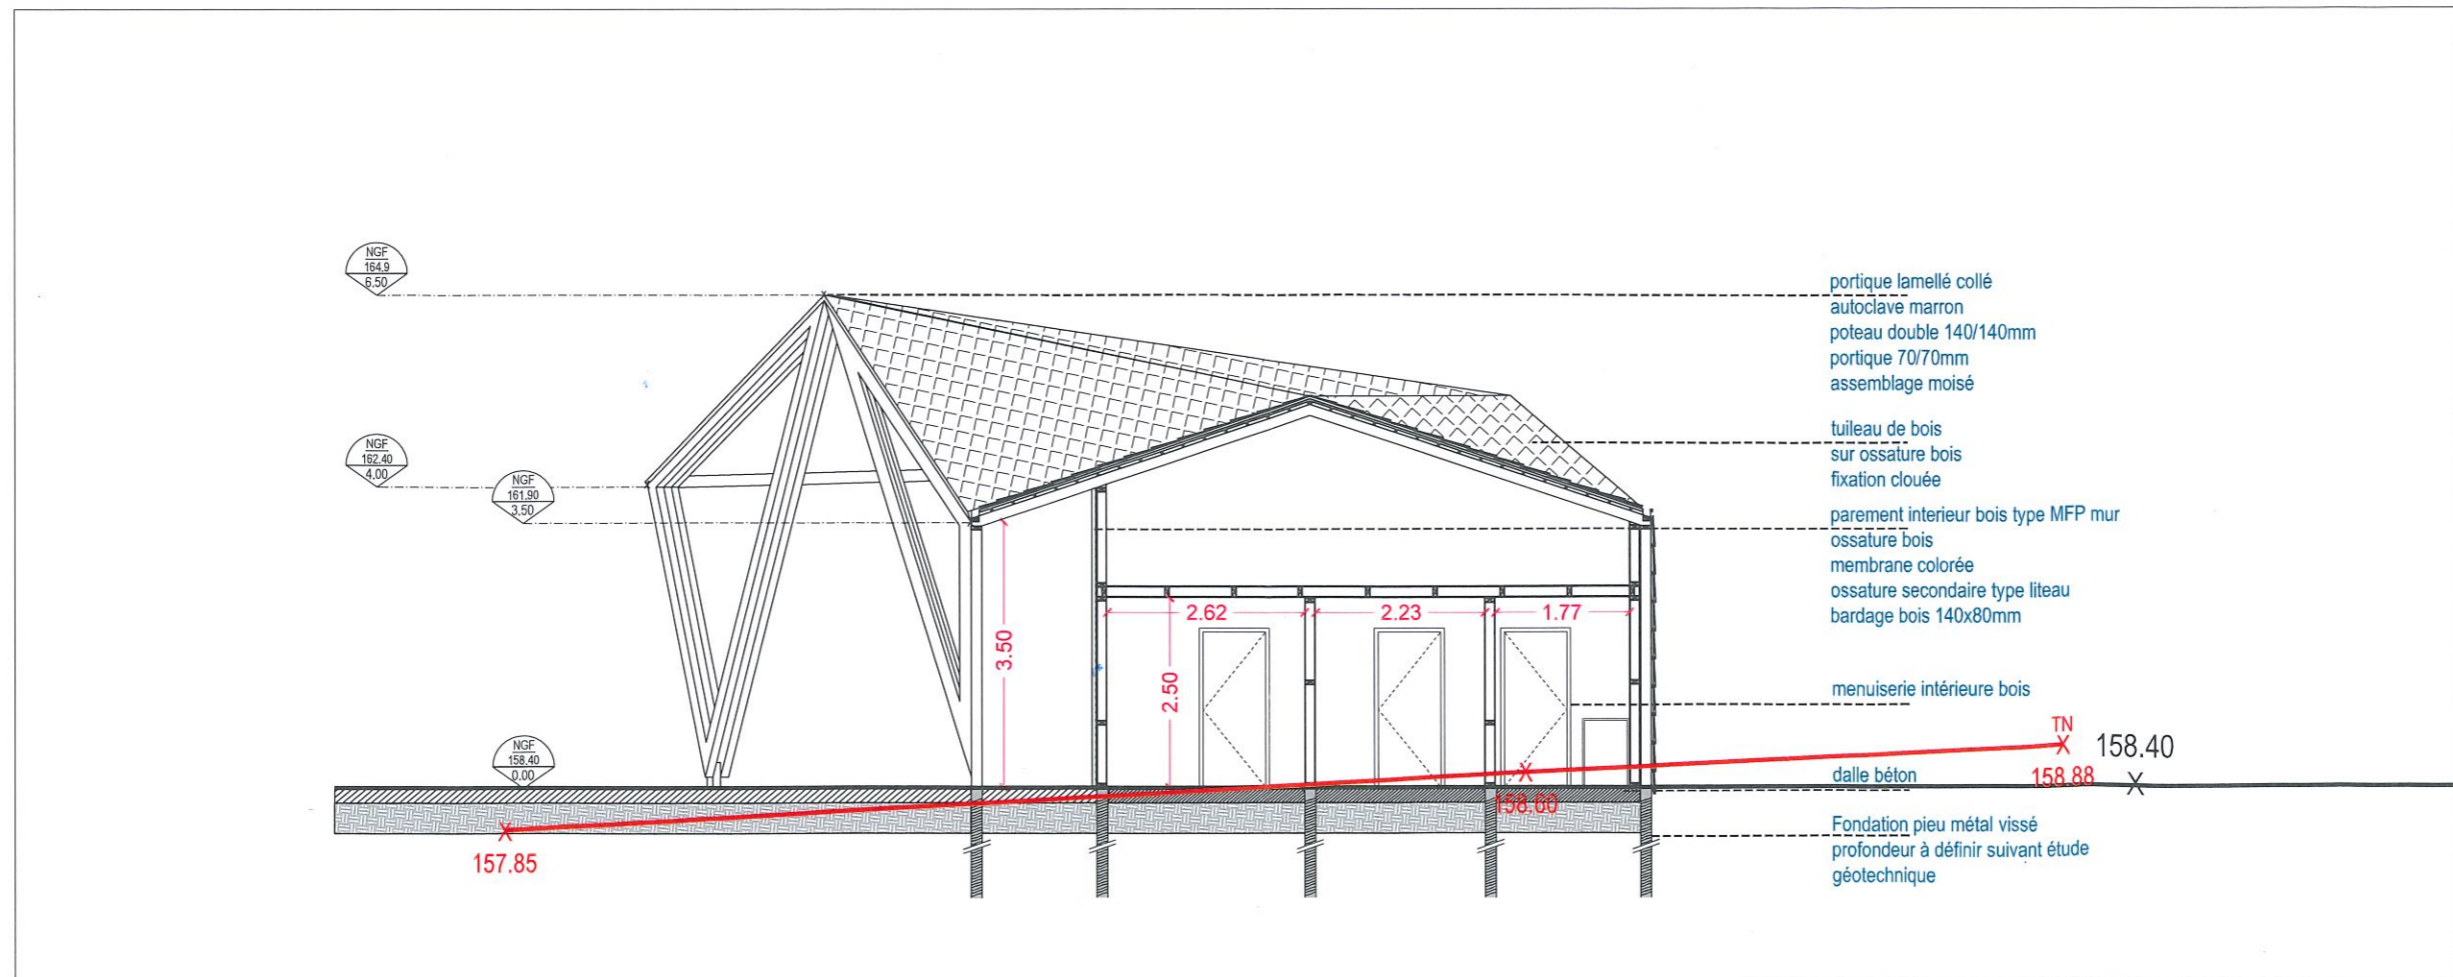 NGF
164.9
6.50
NGF
162.40
4.00
NGF
161.90
3.50
NGF
158.40
0.00
portique lamellé collé
autoclave marron
poteau double 140/140mm
portique 70/70mm
assemblage moisé
tuileau de bois
sur ossature bois
fixation clouée
parement interieur bois type MFP mur
ossature bois
membrane colorée
ossature secondaire type liteau
bardage bois 140x80mm
2.62
2.23
1.77
3.50
2.50
menuiserie intérieure bois
TN
158.40
dalle béton
158.88
158.60
157.85
Fondation pieu métal vissé
profondeur à définir suivant étude
géotechnique